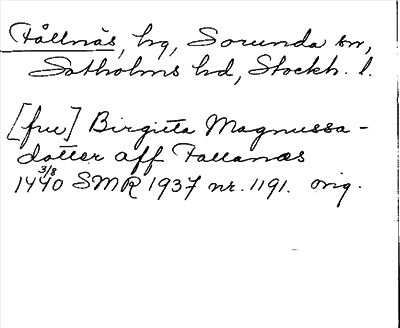 Fållnäs, hg, Sorunda sn,
Sotholms hd, Stockh. l.
[fru] Birgitta Magnussa-
dotter aff Fallanæs
1440 3/8 SMR 1937 nr. 1191. orig.